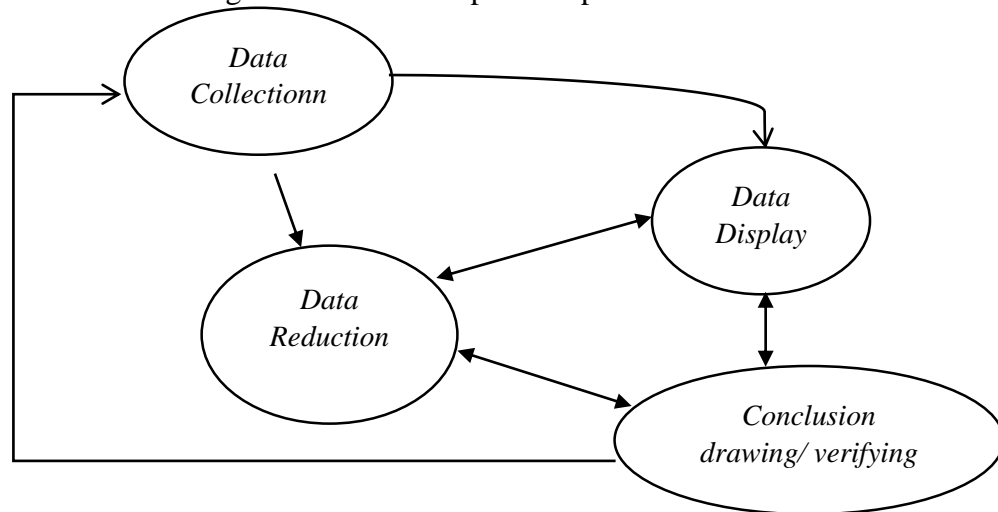 Data
Collectionn
Data
Display
Data
Reduction
Conclusion
drawing/ verifying